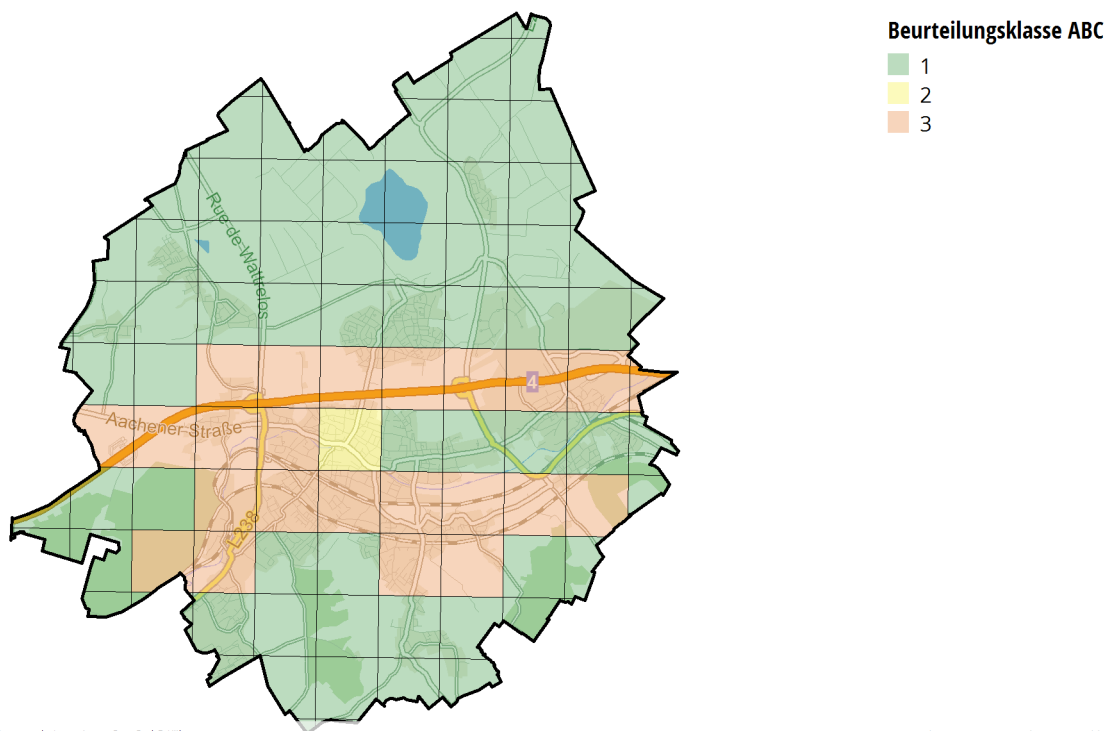 Beurteilungsklasse ABC
1
2
3
Rue-de-Wattrelos
4
Aachener-Straße
L238